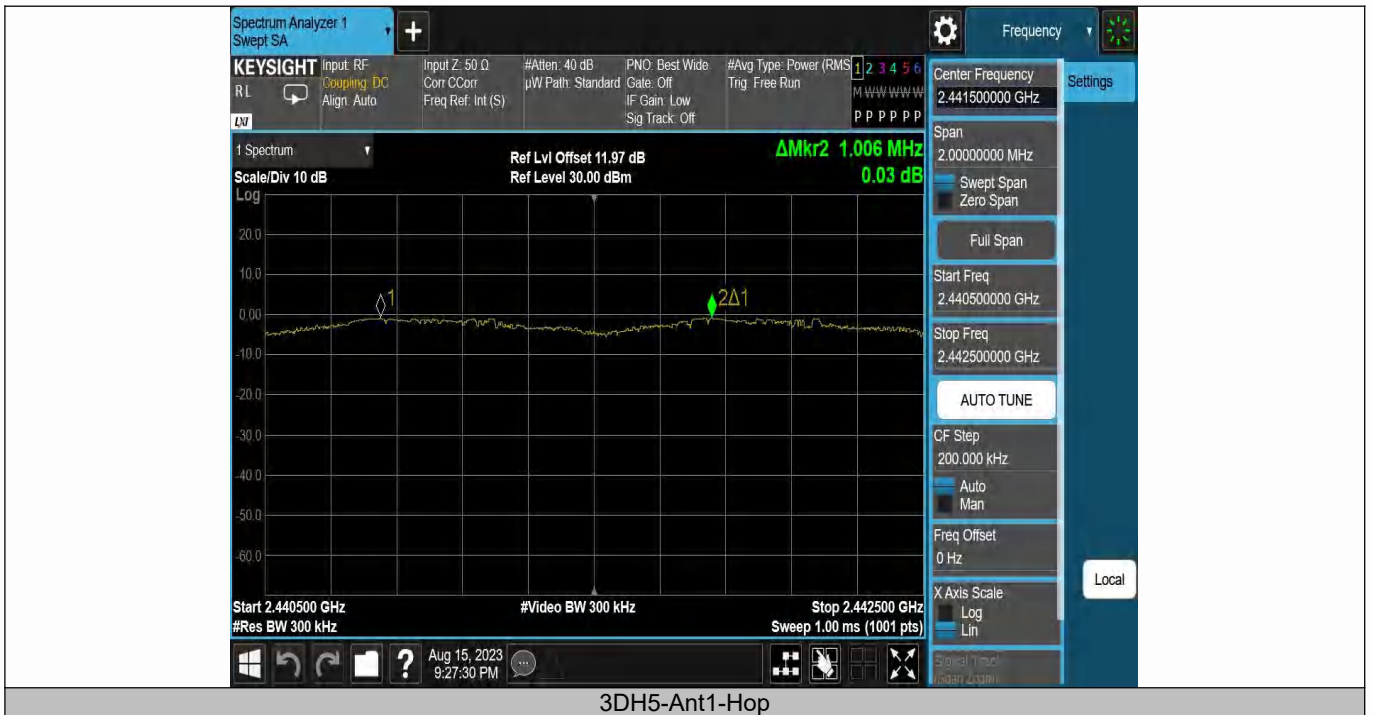 Spectrum Analyzer 1
Swept SA
+
Frequency
KEYSIGHT
RL
LXI
Input: RF
Coupling: DC
Align: Auto
Input Z: 50 Ω
Corr CCorr
Freq Ref: Int (S)
#Atten: 40 dB
µW Path: Standard
PNO: Best Wide
Gate: Off
IF Gain: Low
Sig Track: Off
#Avg Type: Power (RMS
Trig: Free Run
1 2 3 4 5 6
M W W W W W
P P P P P P
1 Spectrum
Scale/Div 10 dB
Log
Ref Lvl Offset 11.97 dB
Ref Level 30.00 dBm
ΔMkr2 1.006 MHz
0.03 dB
20.0
10.0
0.00
-10.0
-20.0
-30.0
-40.0
-50.0
-60.0
1
2Δ1
Start 2.440500 GHz
#Res BW 300 kHz
#Video BW 300 kHz
Stop 2.442500 GHz
Sweep 1.00 ms (1001 pts)
Center Frequency
2.441500000 GHz
Settings
Span
2.00000000 MHz
Swept Span
Zero Span
Full Span
Start Freq
2.440500000 GHz
Stop Freq
2.442500000 GHz
AUTO TUNE
CF Step
200.000 kHz
Auto
Man
Freq Offset
0 Hz
X Axis Scale
Log
Lin
Signal Track
(Span Zoom)
Local
?
Aug 15, 2023
9:27:30 PM
3DH5-Ant1-Hop